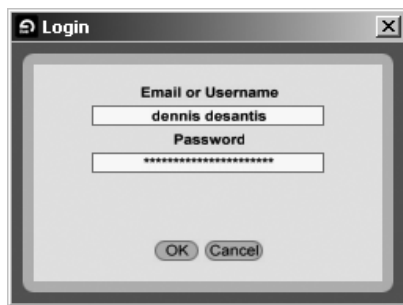 Login
Email or Username
dennis desantis
Password
**********************
OK Cancel